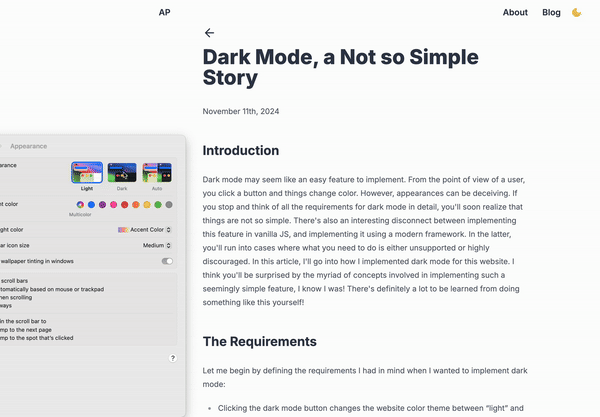 AP
About
Blog
Dark Mode, a Not so Simple
Story
November 11th, 2024
Introduction
Dark mode may seem like an easy feature to implement. From the point of view of a user,
you click a button and things change color. However, appearances can be deceiving. If
you stop and think of all the requirements for dark mode in detail, you'll soon realize that
things are not so simple. There's also an interesting disconnect between implementing
this feature in vanilla JS, and implementing it using a modern framework. In the latter,
you'll run into cases where what you need to do is either unsupported or highly
discouraged. In this article, I'll go into how I implemented dark mode for this website. I
think you'll be surprised by the myriad of concepts involved in implementing such a
seemingly simple feature, I know I was! There's definitely a lot to be learned from doing
something like this yourself!
The Requirements
Let me begin by defining the requirements I had in mind when I wanted to implement dark
mode:
Clicking the dark mode button changes the website color theme between "light" and
Appearance
arance
Light
Dark
Auto
nt color
Multicolor
ght color
Accent Color
ar icon size
Medium
wallpaper tinting in windows
scroll bars
utomatically based on mouse or trackpad
hen scrolling
ways
in the scroll bar to
mp to the next page
mp to the spot that's clicked
?